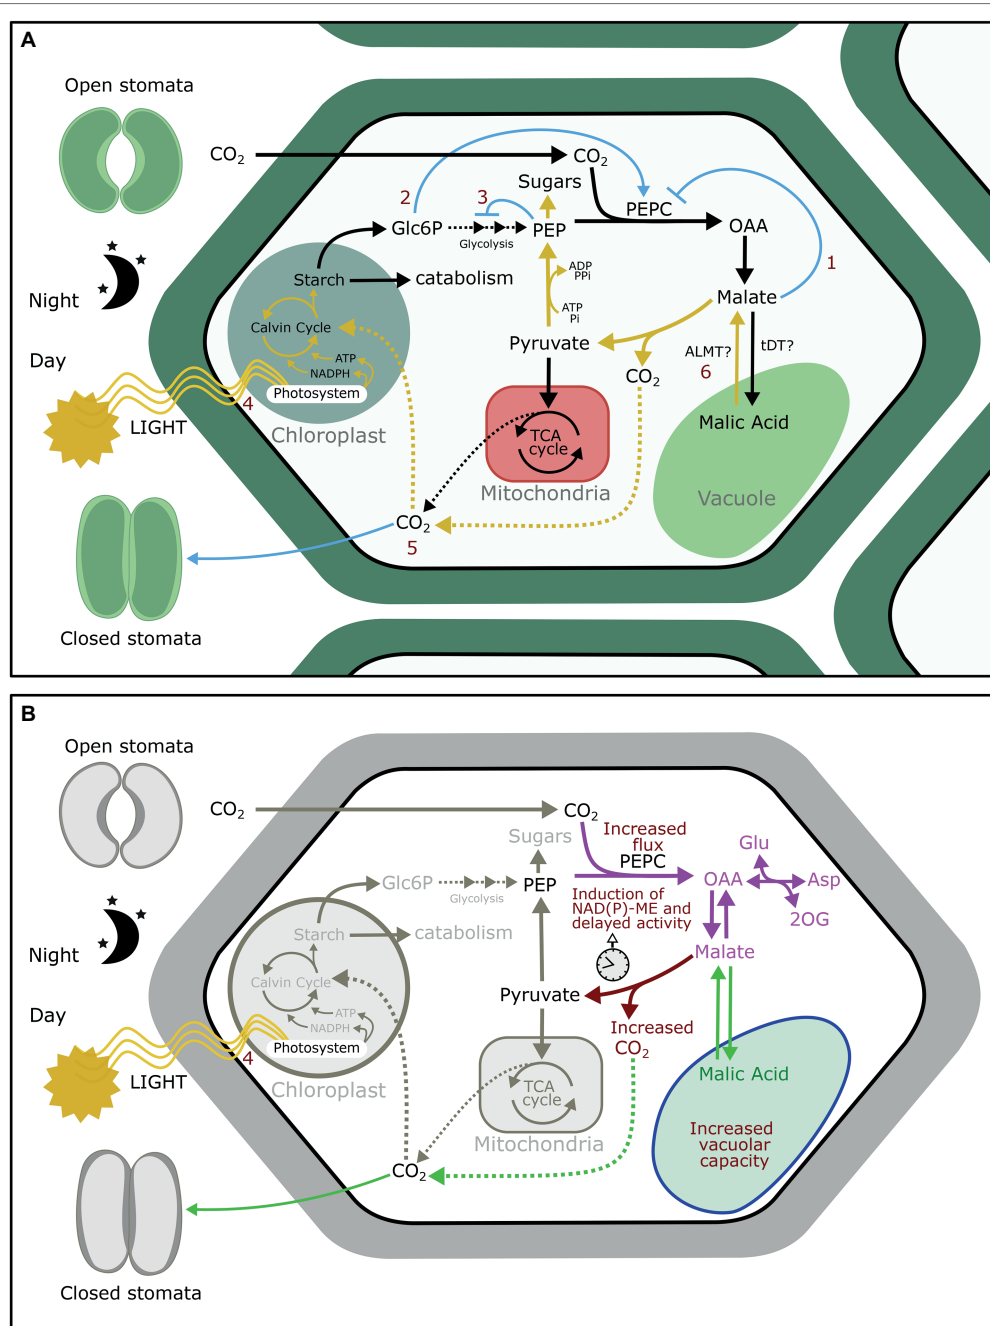 A
Open stomata
CO2
CO2
Sugars
2
3
PEPC
Glc6P
Glycolysis
PEP
OAA
1
Night
Starch
catabolism
ADP
PPi
Malate
ATP
Pi
Calvin Cycle
Day
ATP
NADPH
Pyruvate
ALMT?
tDT?
6
CO2
Photosystem
4
LIGHT
Chloroplast
TCA
cycle
Malic Acid
Mitochondria
Vacuole
CO2
5
Closed stomata
B
Open stomata
CO2
CO2
Sugars
Increased
flux
PEPC
Glu
Glc6P
Glycolysis
PEP
OAA
Asp
Induction of
NAD(P)-ME and
delayed activity
2OG
Night
Starch
catabolism
Malate
Calvin Cycle
Pyruvate
Day
ATP
NADPH
Increased
CO2
Photosystem
4
LIGHT
Chloroplast
TCA
cycle
Malic Acid
Mitochondria
Increased
vacuolar
capacity
CO2
Closed stomata